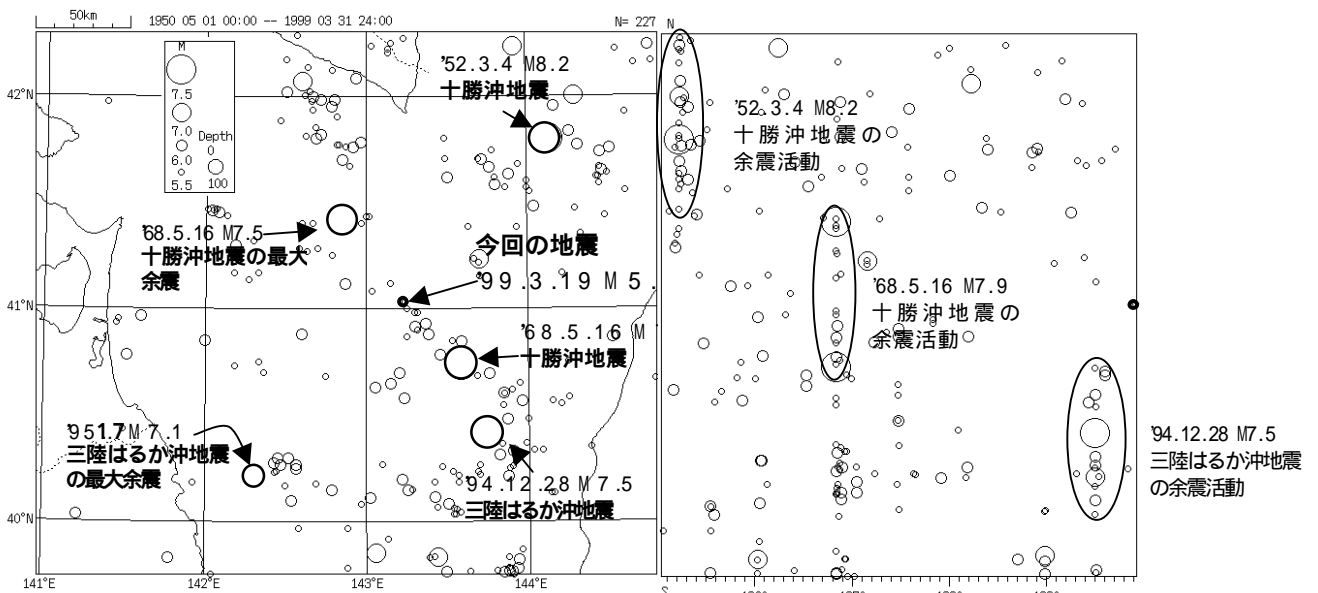 50km
1950 05 01 00:00 -- 1999 03 31 24:00
N= 227
N
M
7.5
7.0
6.0
5.5
Depth
0
100
42°N
41°N
40°N
141°E
142°E
143°E
144°E
'52.3.4 M8.2
十勝沖地震
'68.5.16 M7.5
十勝沖地震の最大
余震
今回の地震
'99.3.19 M 5.
'68.5.16 M
十勝沖地震
'95 1.7 M 7.1
三陸はるか沖地震
の最大余震
'94.12.28 M 7.5
三陸はるか沖地震
'52.3.4 M8.2
十勝沖地震の
余震活動
'68.5.16 M7.9
十勝沖地震の
余震活動
'94.12.28 M7.5
三陸はるか沖地震
の余震活動